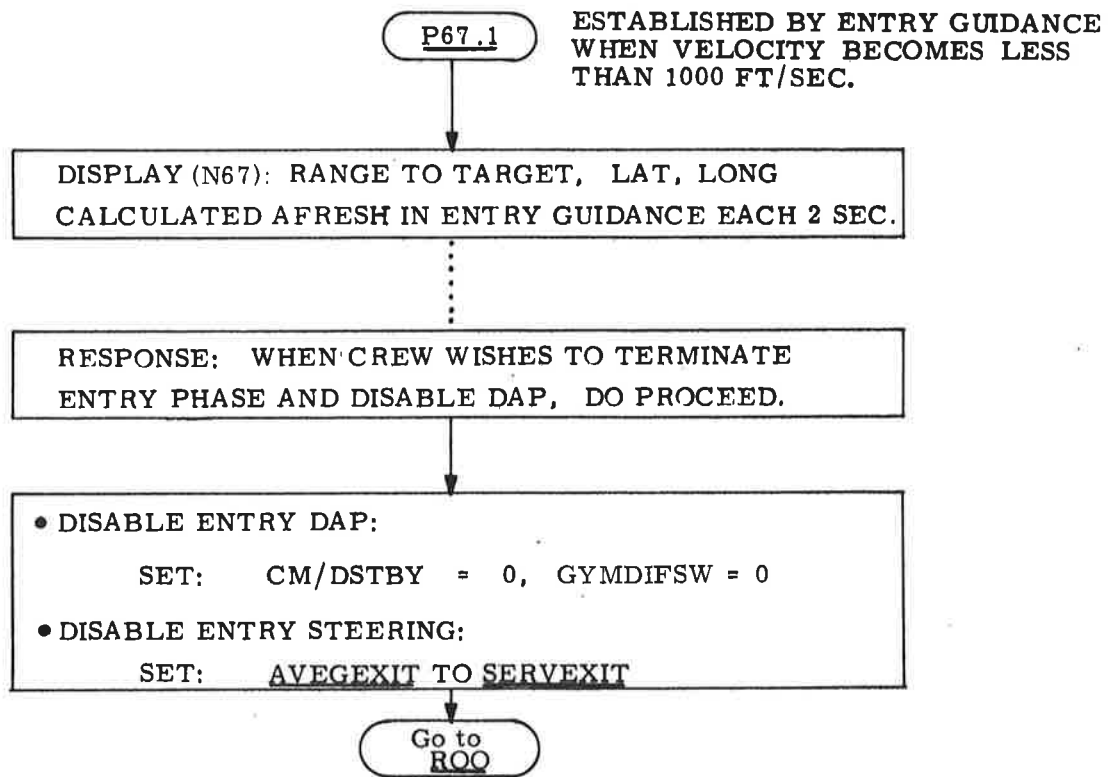 P67.1
ESTABLISHED BY ENTRY GUIDANCE
WHEN VELOCITY BECOMES LESS
THAN 1000 FT/SEC.
DISPLAY (N67): RANGE TO TARGET, LAT, LONG
CALCULATED AFRESH IN ENTRY GUIDANCE EACH 2 SEC.
RESPONSE: WHEN CREW WISHES TO TERMINATE
ENTRY PHASE AND DISABLE DAP, DO PROCEED.
• DISABLE ENTRY DAP:
SET: CM/DSTBY = 0, GYMDIFSW = 0
• DISABLE ENTRY STEERING:
SET: AVEGEXIT TO SERVEXIT
Go to
ROO